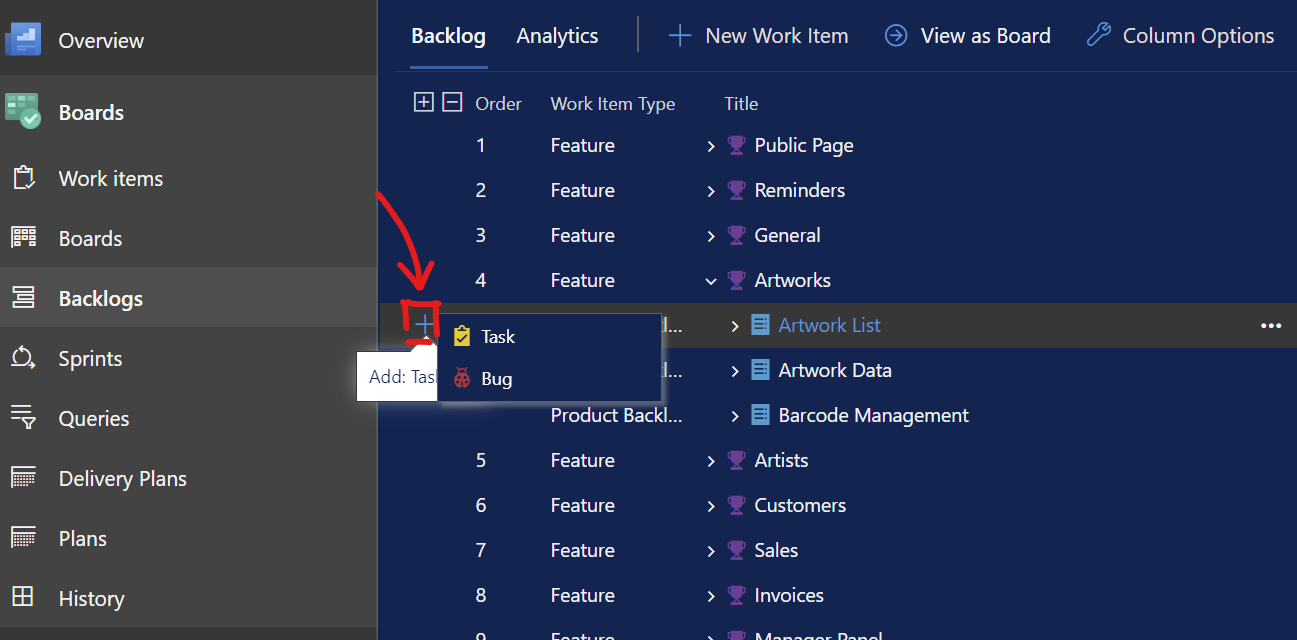 Overview
Boards
Work items
Boards
Backlogs
Sprints
Queries
Delivery Plans
Plans
History
Backlog Analytics New Work Item View as Board Column Options
Order Work Item Type Title
1 Feature Public Page
2 Feature Reminders
3 Feature General
4 Feature Artworks
l... Artwork List
Task
l... Artwork Data
Add: Tas
Bug
Product Backl... Barcode Management
5 Feature Artists
6 Feature Customers
7 Feature Sales
8 Feature Invoices
9 Feature Manager Panel